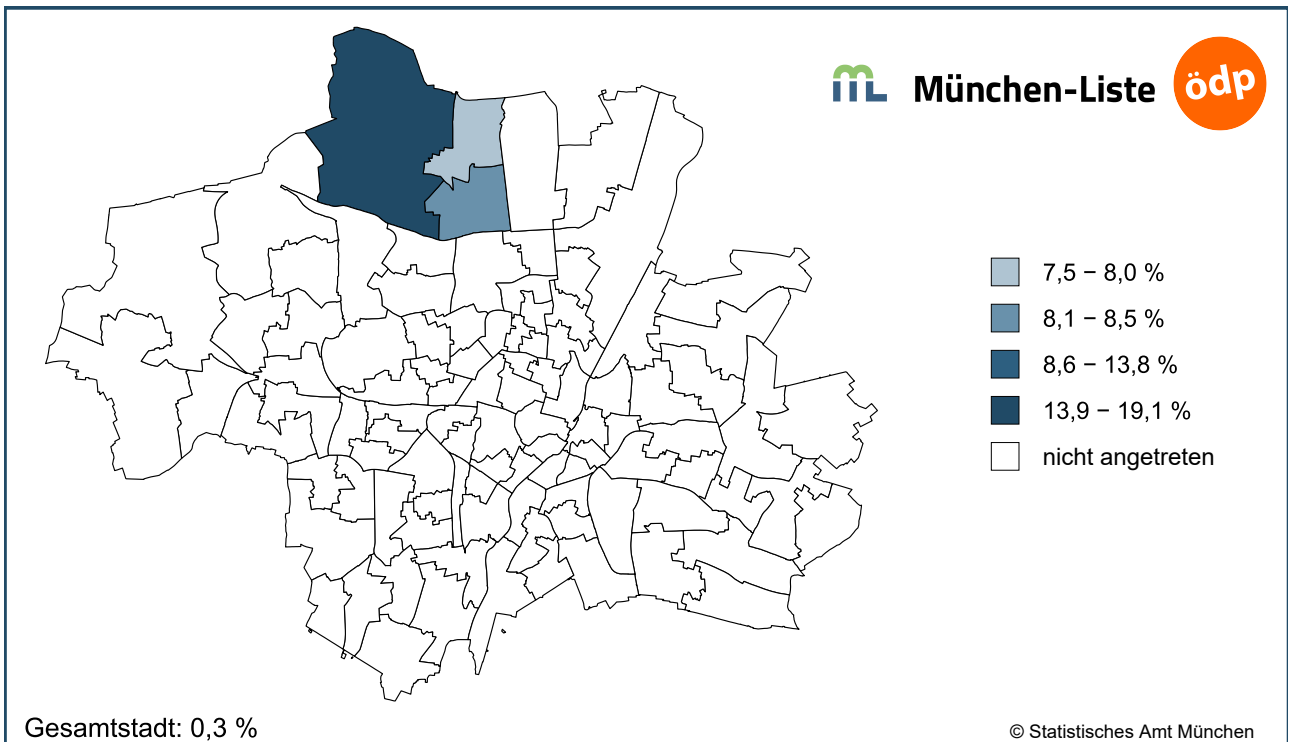 mL München-Liste ödp
7,5 – 8,0 %
8,1 – 8,5 %
8,6 – 13,8 %
13,9 – 19,1 %
nicht angetreten
Gesamtstadt: 0,3 %
© Statistisches Amt München